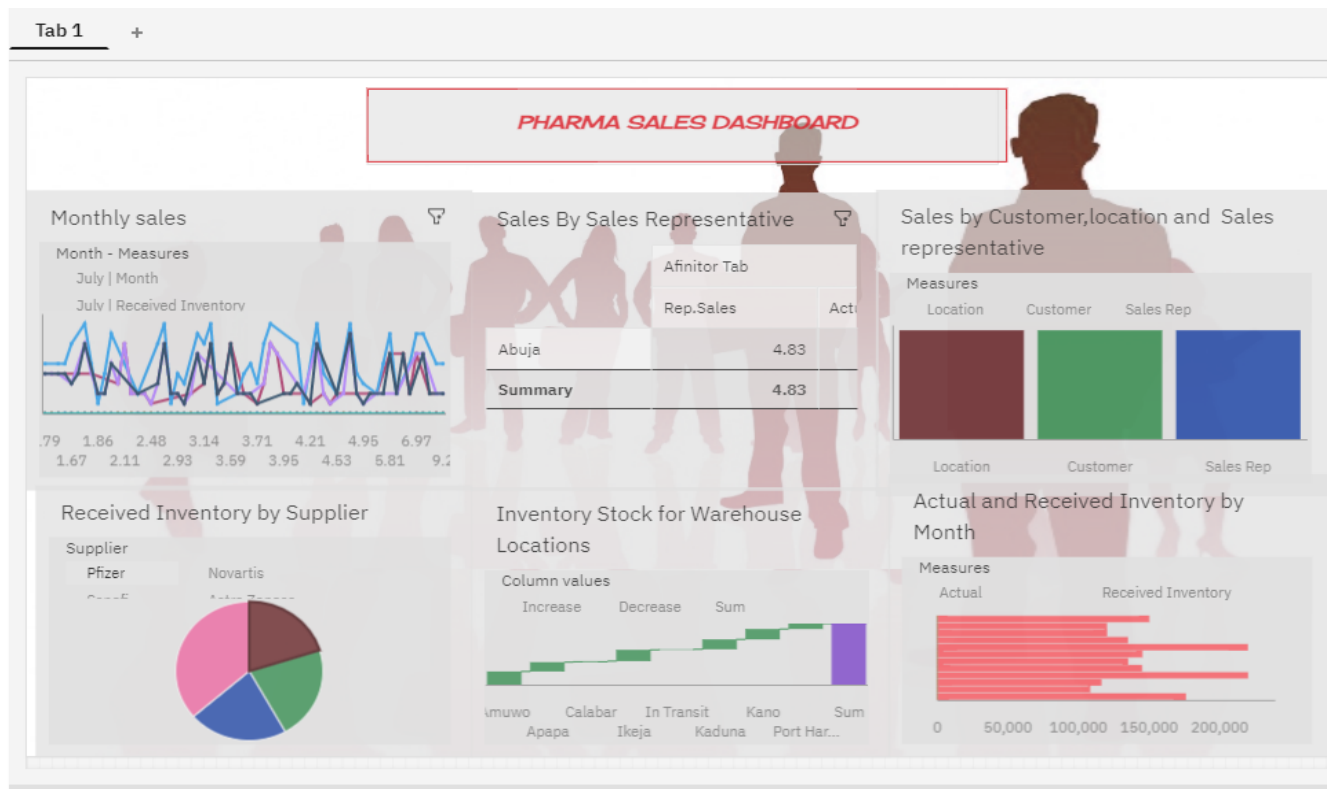 Tab 1 +
PHARMA SALES DASHBOARD
Monthly sales
Month - Measures
July | Month
July | Received Inventory
.79 1.86 2.48 3.14 3.71 4.21 4.95 6.97
1.67 2.11 2.93 3.59 3.95 4.53 5.81 9.2
Sales By Sales Representative
Afinitor Tab
Rep.Sales Actu
Abuja 4.83
Summary 4.83
Sales by Customer,location and Sales
representative
Measures
Location Customer Sales Rep
Location Customer Sales Rep
Received Inventory by Supplier
Supplier
Pfizer Novartis
Inventory Stock for Warehouse
Locations
Column values
Increase Decrease Sum
Amuwo Calabar In Transit Kano Sum
Apapa Ikeja Kaduna Port Har...
Actual and Received Inventory by
Month
Measures
Actual Received Inventory
0 50,000 100,000 150,000 200,000